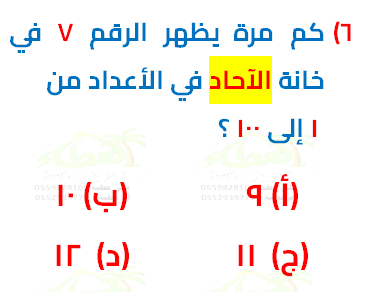 ٦) كم مرة يظهر الرقم ٧ في
خانة الآحاد في الأعداد من
١ إلى ١٠٠ ؟
(أ) ٩ (ب) ١٠
(ج) ١١ (د) ١٢